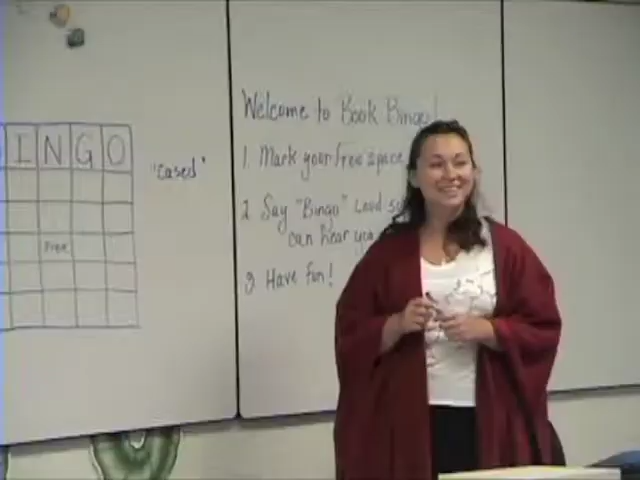 INGO
Free
"cased"
Welcome to Book Bingo!
1. Mark your free space
2. Say "Bingo" Loud so
can hear you
3. Have fun!